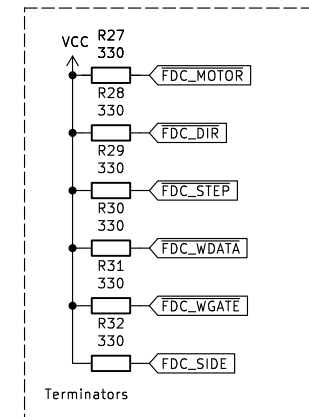 VCC
R27
330
FDC_MOTOR
R28
330
FDC_DIR
R29
330
FDC_STEP
R30
330
FDC_WDATA
R31
330
FDC_WGATE
R32
330
FDC_SIDE
Terminators